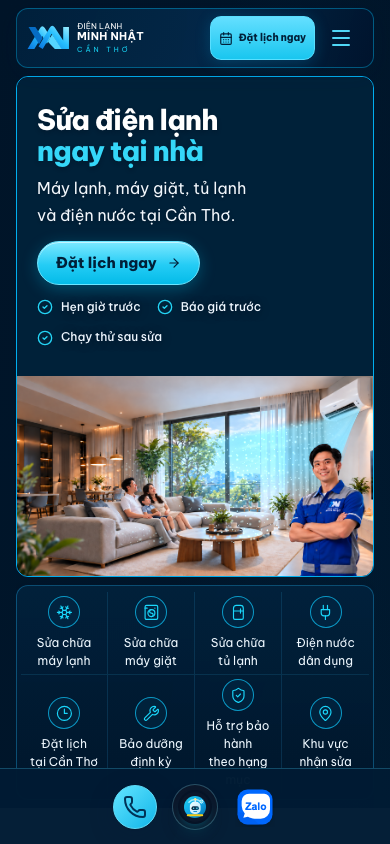 ĐIỆN LẠNH
MINH NHẬT
CẦN THƠ
Đặt lịch ngay
Sửa điện lạnh
ngay tại nhà
Máy lạnh, máy giặt, tủ lạnh
và điện nước tại Cần Thơ.
Đặt lịch ngay →
Hẹn giờ trước
Báo giá trước
Chạy thử sau sửa
Sửa chữa
máy lạnh
Sửa chữa
máy giặt
Sửa chữa
tủ lạnh
Điện nước
dân dụng
Đặt lịch
tại Cần Thơ
Bảo dưỡng
định kỳ
Hỗ trợ bảo
hành
theo hạng
Khu vực
nhận sửa
Zalo